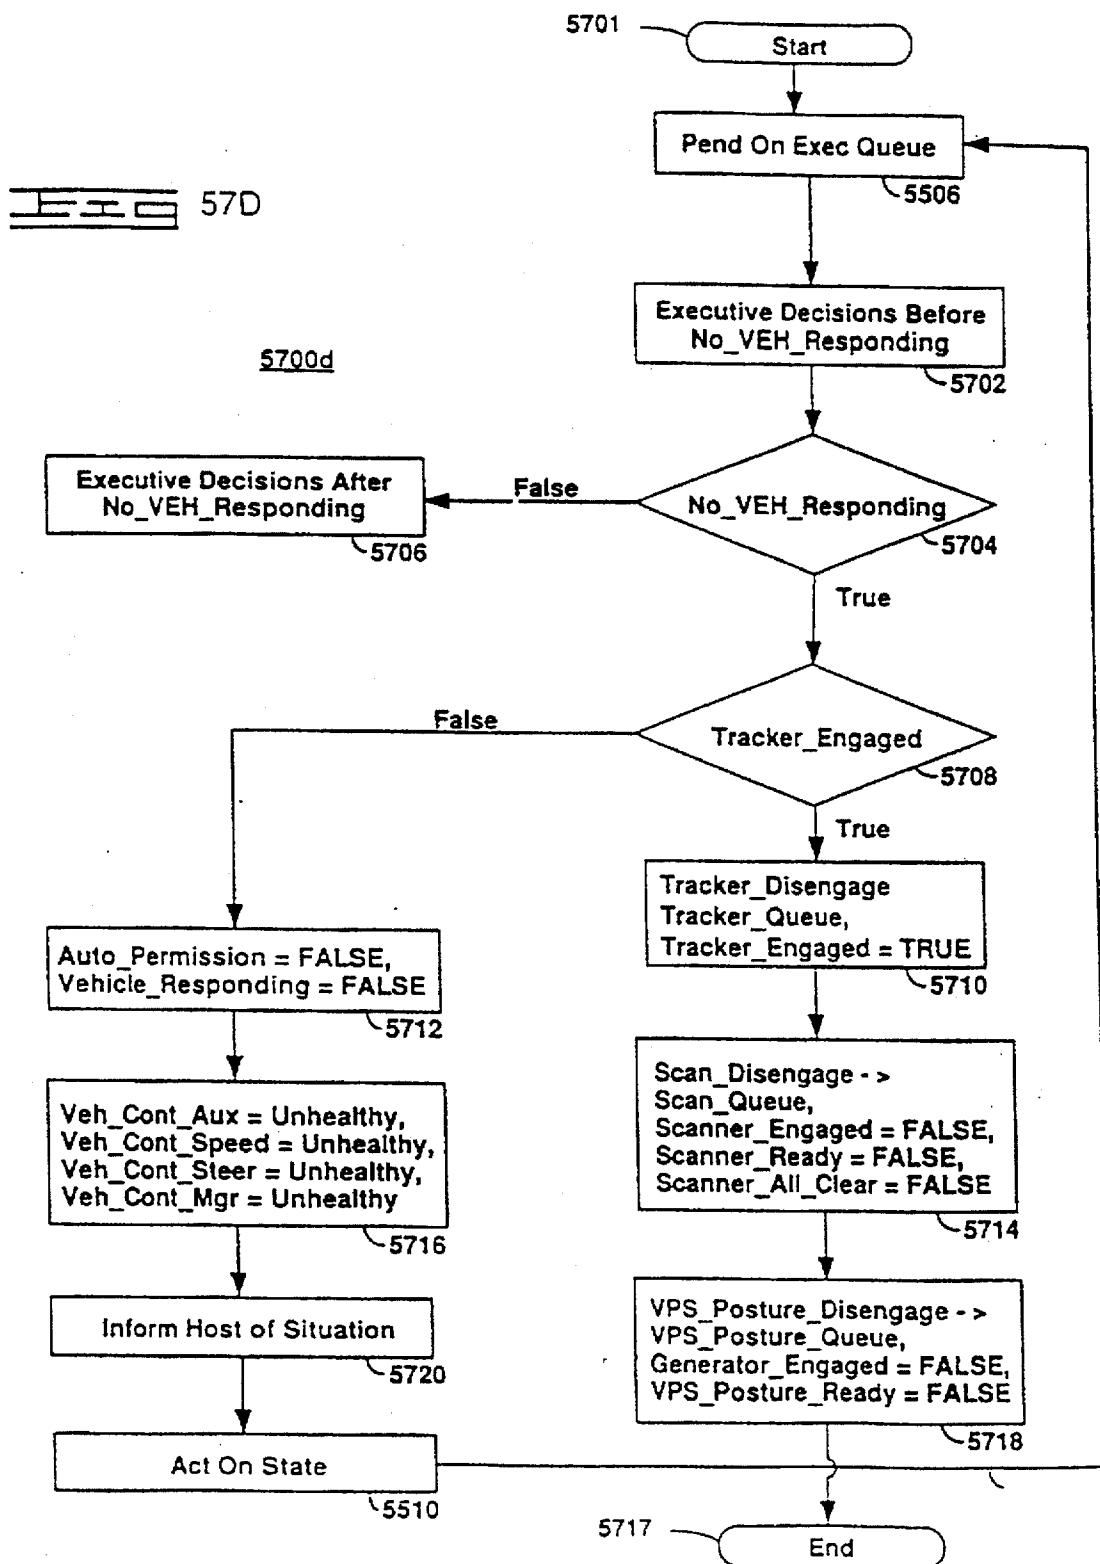 5701
Start
Pend On Exec Queue
5506
57D
Executive Decisions Before
No_VEH_Responding
5702
5700d
Executive Decisions After
No_VEH_Responding
5706
False
No_VEH_Responding
5704
True
False
Tracker_Engaged
5708
True
Tracker_Disengage
Tracker_Queue,
Tracker_Engaged = TRUE
5710
Auto_Permission = FALSE,
Vehicle_Responding = FALSE
5712
Scan_Disengage - >
Scan_Queue,
Scanner_Engaged = FALSE,
Scanner_Ready = FALSE,
Scanner_All_Clear = FALSE
5714
Veh_Cont_Aux = Unhealthy,
Veh_Cont_Speed = Unhealthy,
Veh_Cont_Steer = Unhealthy,
Veh_Cont_Mgr = Unhealthy
5716
VPS_Posture_Disengage - >
VPS_Posture_Queue,
Generator_Engaged = FALSE,
VPS_Posture_Ready = FALSE
5718
Inform Host of Situation
5720
Act On State
5510
5717
End